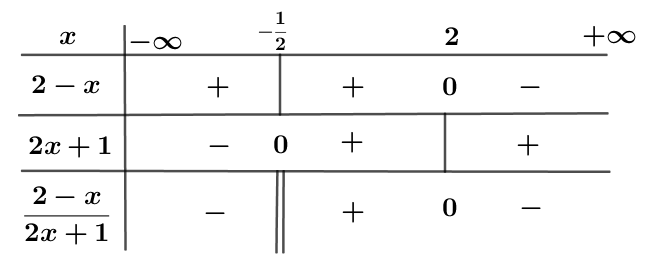 x −∞ −1/2 2 +∞
2 − x + + 0 −
2x + 1 − 0 + +
(2 − x)/(2x + 1) − + 0 −